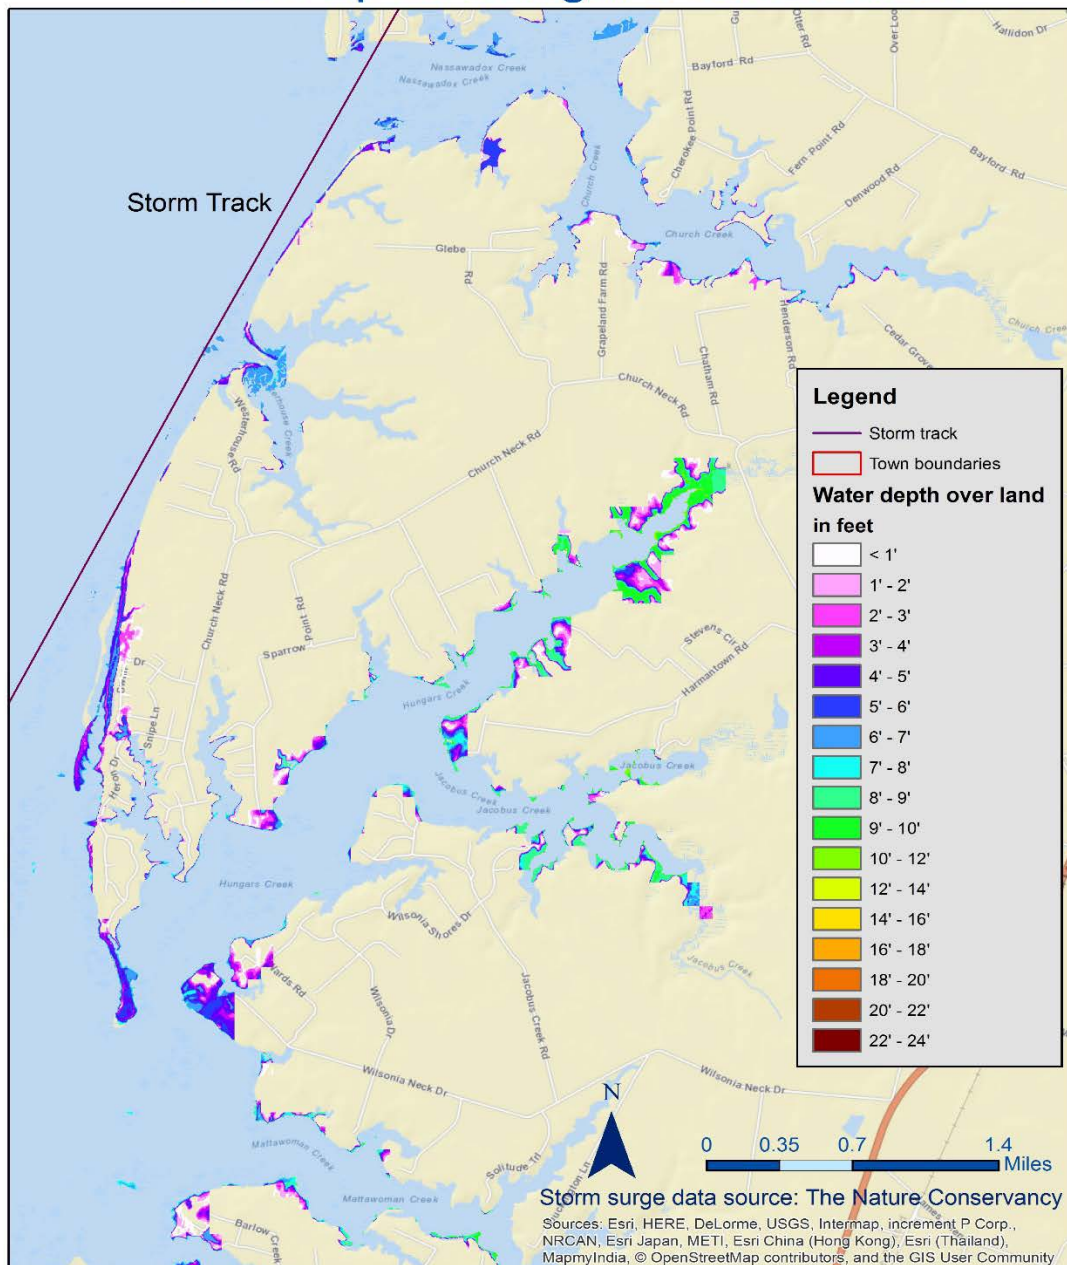 Nassawadox Creek
Nassawadox Creek
Otter Rd
Over Loo
Hallidon Dr
Bayford Rd
Cherokee Point Rd
Fern Point Rd
Bayford Rd
Denwood Rd
Storm Track
Church Creek
Church Creek
Glebe
Rd
Grapeland Farm Rd
Henderson Rd
Chatham Rd
Cedar Grove
Church Creek
Church Neck Rd
Westerhouse Rd
erhouse Creek
Church Neck Rd
Church Neck Rd
Point Rd
Sparrow
Dr
Snipe Ln
Heron Dr
Stevens Cir
Harmantown Rd
Hungars Creek
Jacobus Creek
Jacobus Creek
Jacobus Creek
Hungars Creek
Wilsonia Shores Dr
Jacobus Creek
Wards Rd
Wilsonia Dr
Jacobus Creek Rd
Wilsonia Neck Dr
Wilsonia Neck Dr
Mattawoman Creek
Solitude Trl
Mattawoman Creek
Barlow Creek
Legend
Storm track
Town boundaries
Water depth over land
in feet
< 1'
1' - 2'
2' - 3'
3' - 4'
4' - 5'
5' - 6'
6' - 7'
7' - 8'
8' - 9'
9' - 10'
10' - 12'
12' - 14'
14' - 16'
16' - 18'
18' - 20'
20' - 22'
22' - 24'
N
0 0.35 0.7 1.4
Miles
Storm surge data source: The Nature Conservancy
Sources: Esri, HERE, DeLorme, USGS, Intermap, increment P Corp.,
NRCAN, Esri Japan, METI, Esri China (Hong Kong), Esri (Thailand),
MapmyIndia, © OpenStreetMap contributors, and the GIS User Community